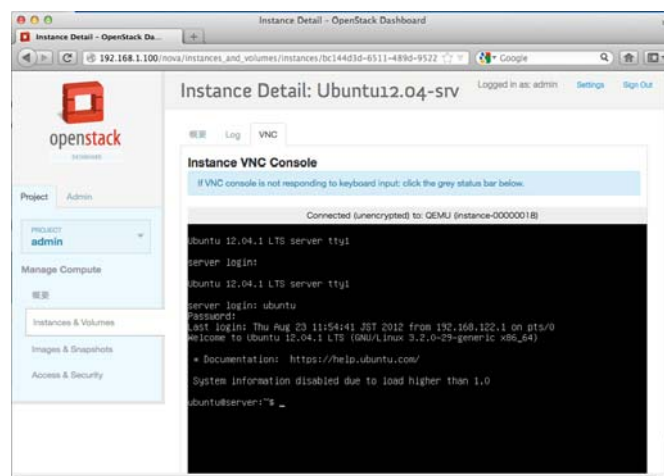 Instance Detail - OpenStack Dashboard
Instance Detail - OpenStack Da...
192.168.1.100/nova/instances_and_volumes/instances/bc144d3d-6511-489d-9522
Google
openstack
DASHBOARD
Project
Admin
PROJECT
admin
Manage Compute
概要
Instances & Volumes
Images & Snapshots
Access & Security
Instance Detail: Ubuntu12.04-srv
Logged in as: admin
Settings
Sign Out
概要
Log
VNC
Instance VNC Console
If VNC console is not responding to keyboard input: click the grey status bar below.
Connected (unencrypted) to: QEMU (instance-00000018)
Ubuntu 12.04.1 LTS server tty1
server login:
Ubuntu 12.04.1 LTS server tty1
server login: ubuntu
Password:
Last login: Thu Aug 23 11:54:41 JST 2012 from 192.168.122.1 on pts/0
Welcome to Ubuntu 12.04.1 LTS (GNU/Linux 3.2.0-29-generic x86_64)
* Documentation: https://help.ubuntu.com/
System information disabled due to load higher than 1.0
ubuntu@server:~$ _